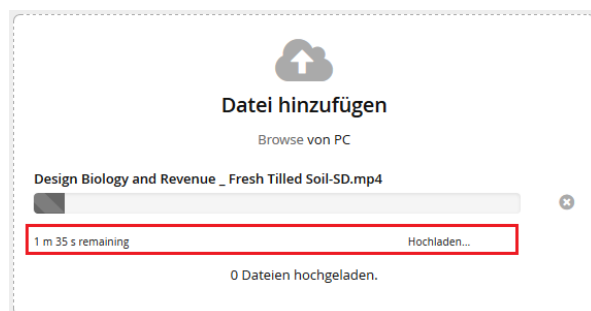 Datei hinzufügen
Browse von PC
Design Biology and Revenue _ Fresh Tilled Soil-SD.mp4
1 m 35 s remaining Hochladen...
0 Dateien hochgeladen.